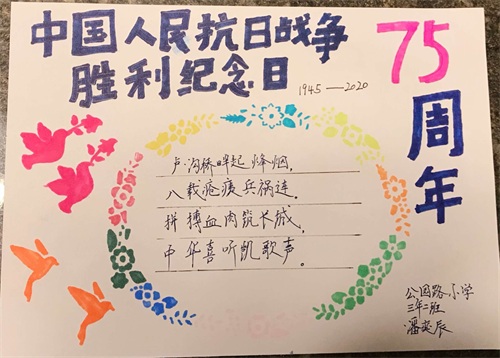 中国人民抗日战争
胜利纪念日
75
周年
1945——2020
卢沟桥畔起烽烟,
八载疮痍兵祸连。
拼搏血肉筑长城,
中华喜听凯歌声。
公园路小学
三年二班
潘奕辰